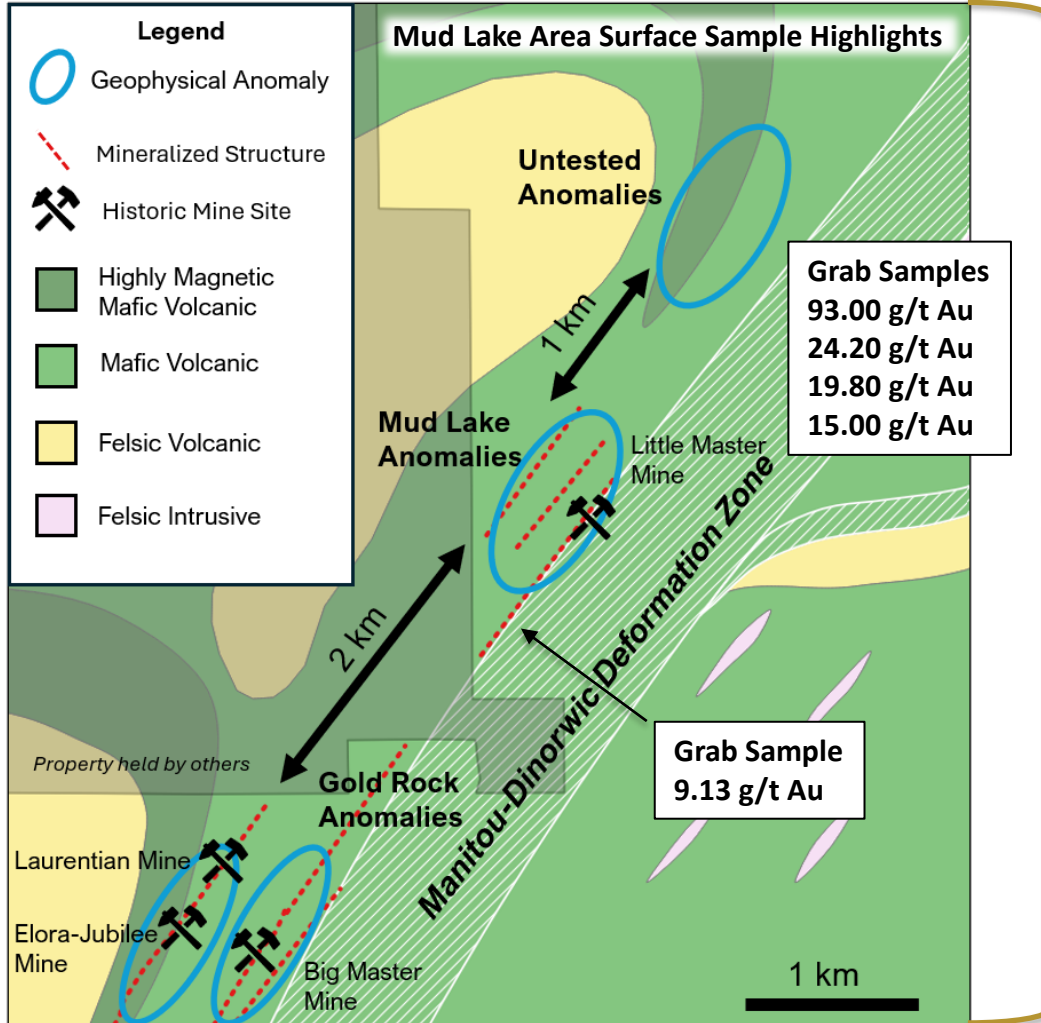 Legend
Geophysical Anomaly
Mineralized Structure
Historic Mine Site
Highly Magnetic
Mafic Volcanic
Mafic Volcanic
Felsic Volcanic
Felsic Intrusive
Mud Lake Area Surface Sample Highlights
Untested
Anomalies
Grab Samples
93.00 g/t Au
24.20 g/t Au
19.80 g/t Au
15.00 g/t Au
1 km
Mud Lake
Anomalies
Little Master
Mine
Manitou-Dinorwic Deformation Zone
2 km
Grab Sample
9.13 g/t Au
Property held by others
Gold Rock
Anomalies
Laurentian Mine
Elora-Jubilee
Mine
Big Master
Mine
1 km